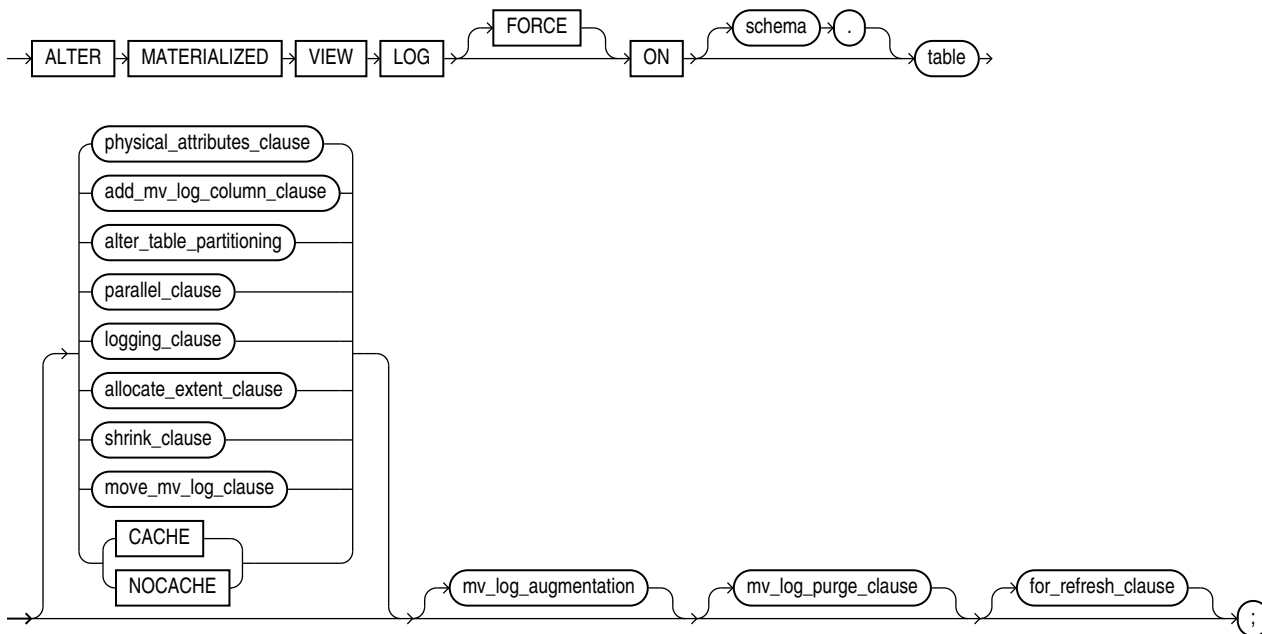 FORCE schema .
ALTER MATERIALIZED VIEW LOG ON table
physical_attributes_clause
add_mv_log_column_clause
alter_table_partitioning
parallel_clause
logging_clause
allocate_extent_clause
shrink_clause
move_mv_log_clause
CACHE
NOCACHE
mv_log_augmentation mv_log_purge_clause for_refresh_clause
;